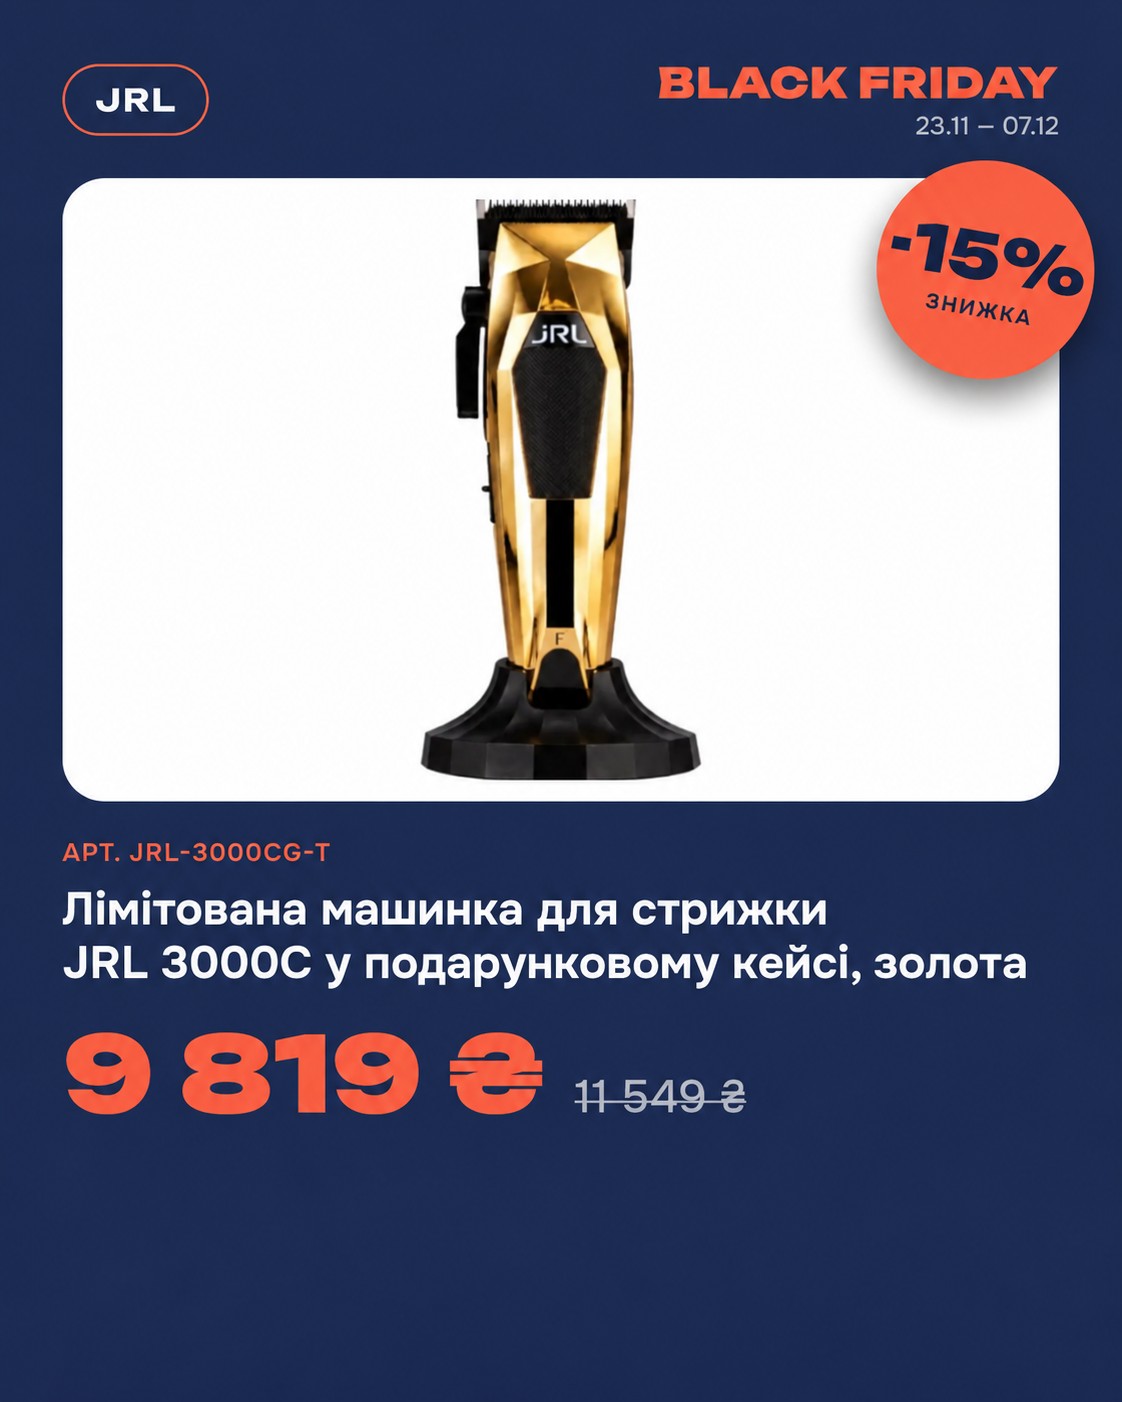 JRL
BLACK FRIDAY
23.11 – 07.12
-15%
ЗНИЖКА
jRL
F
АРТ. JRL-3000CG-T
Лімітована машинка для стрижки
JRL 3000C у подарунковому кейсі, золота
9 819 ₴
11 549 ₴